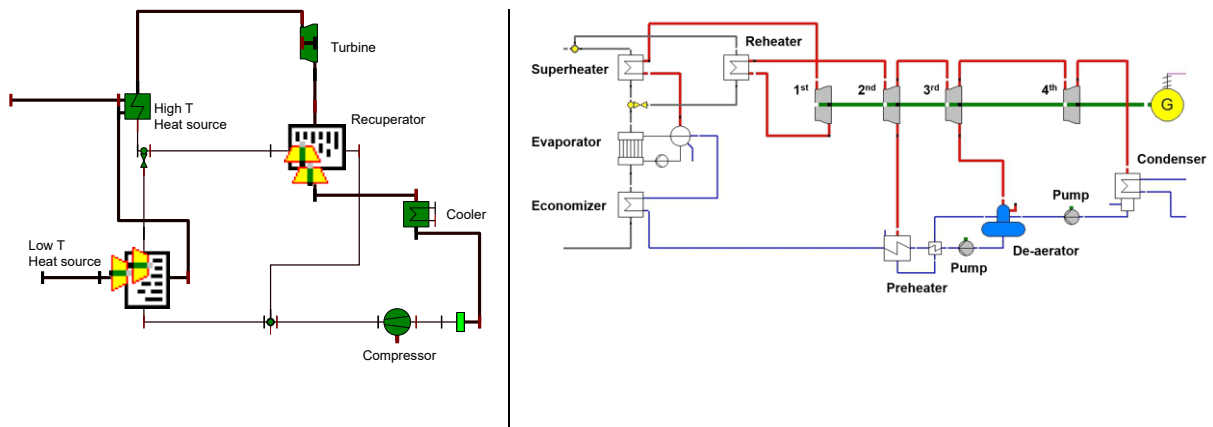 Turbine
High T
Heat source
Recuperator
Cooler
Low T
Heat source
Compressor
Reheater
Superheater
1st
2nd
3rd
4th
G
Evaporator
Condenser
Economizer
Pump
De-aerator
Pump
Preheater